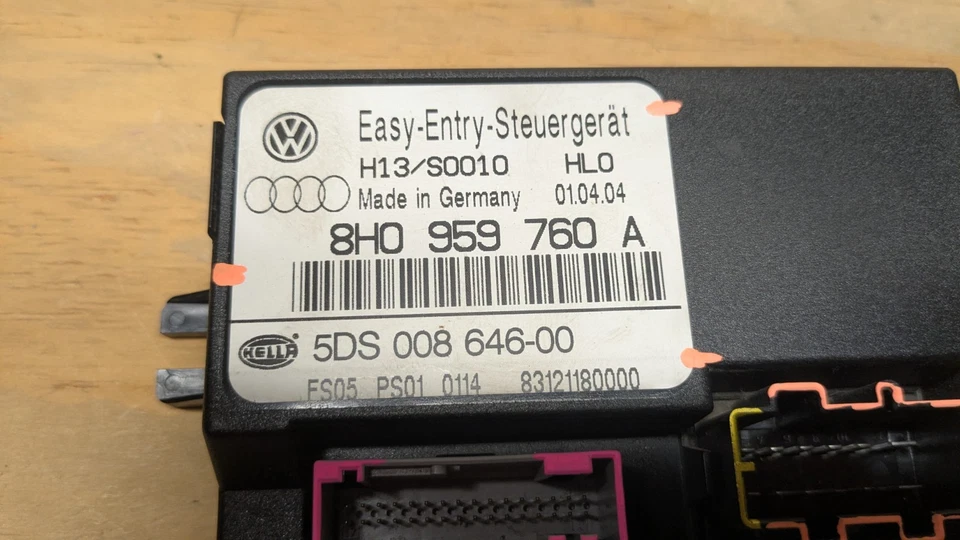 Easy-Entry-Steuergerät
H13/S0010 HLO
Made in Germany 01.04.04
8H0 959 760 A
HELLA 5DS 008 646-00
FS05 PS01 0114 83121180000